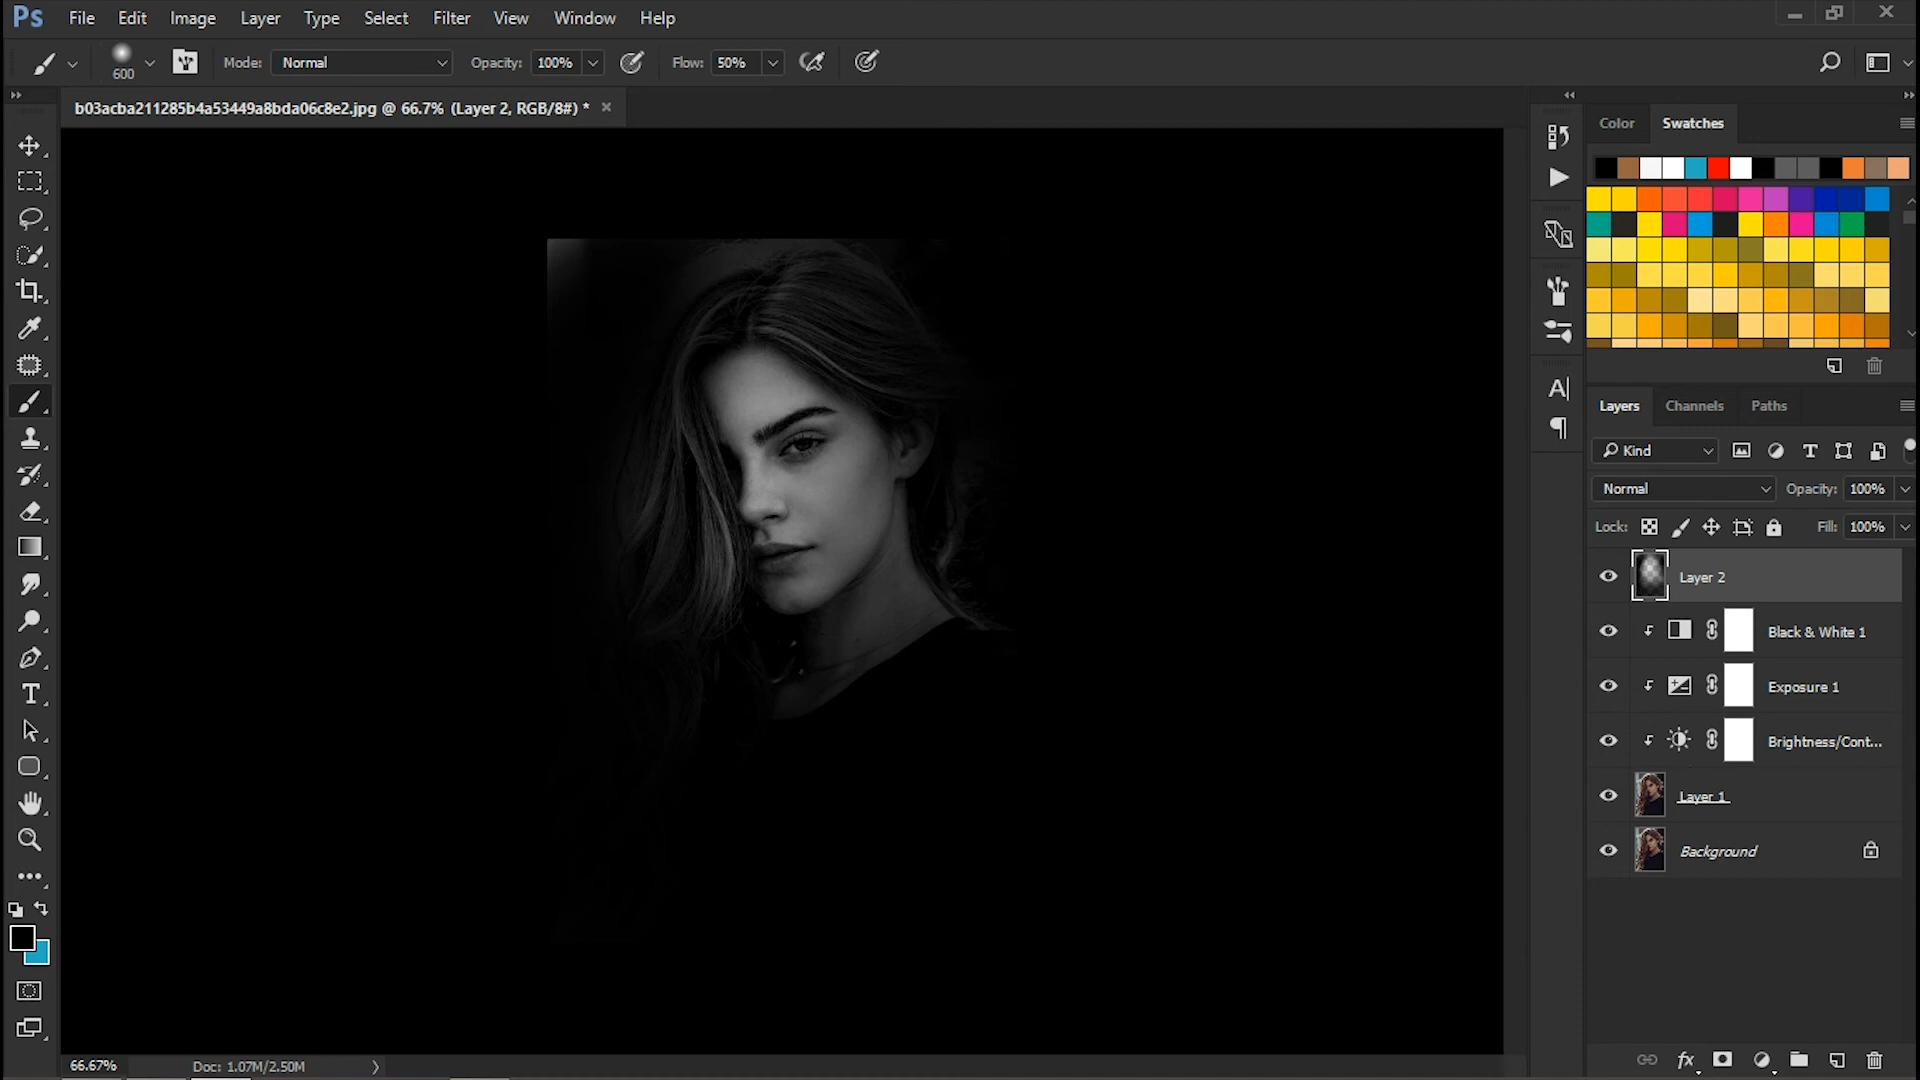 Ps File Edit Image Layer Type Select Filter View Window Help
600 Mode: Normal Opacity: 100% Flow: 50%
b03acba211285b4a53449a8bda06c8e2.jpg @ 66.7% (Layer 2, RGB/8#) * ×
Color Swatches
Layers Channels Paths
Kind
Normal Opacity: 100%
Lock: Fill: 100%
Layer 2
Black & White 1
Exposure 1
Brightness/Cont...
Layer 1
Background
66.67% Doc: 1.07M/2.50M